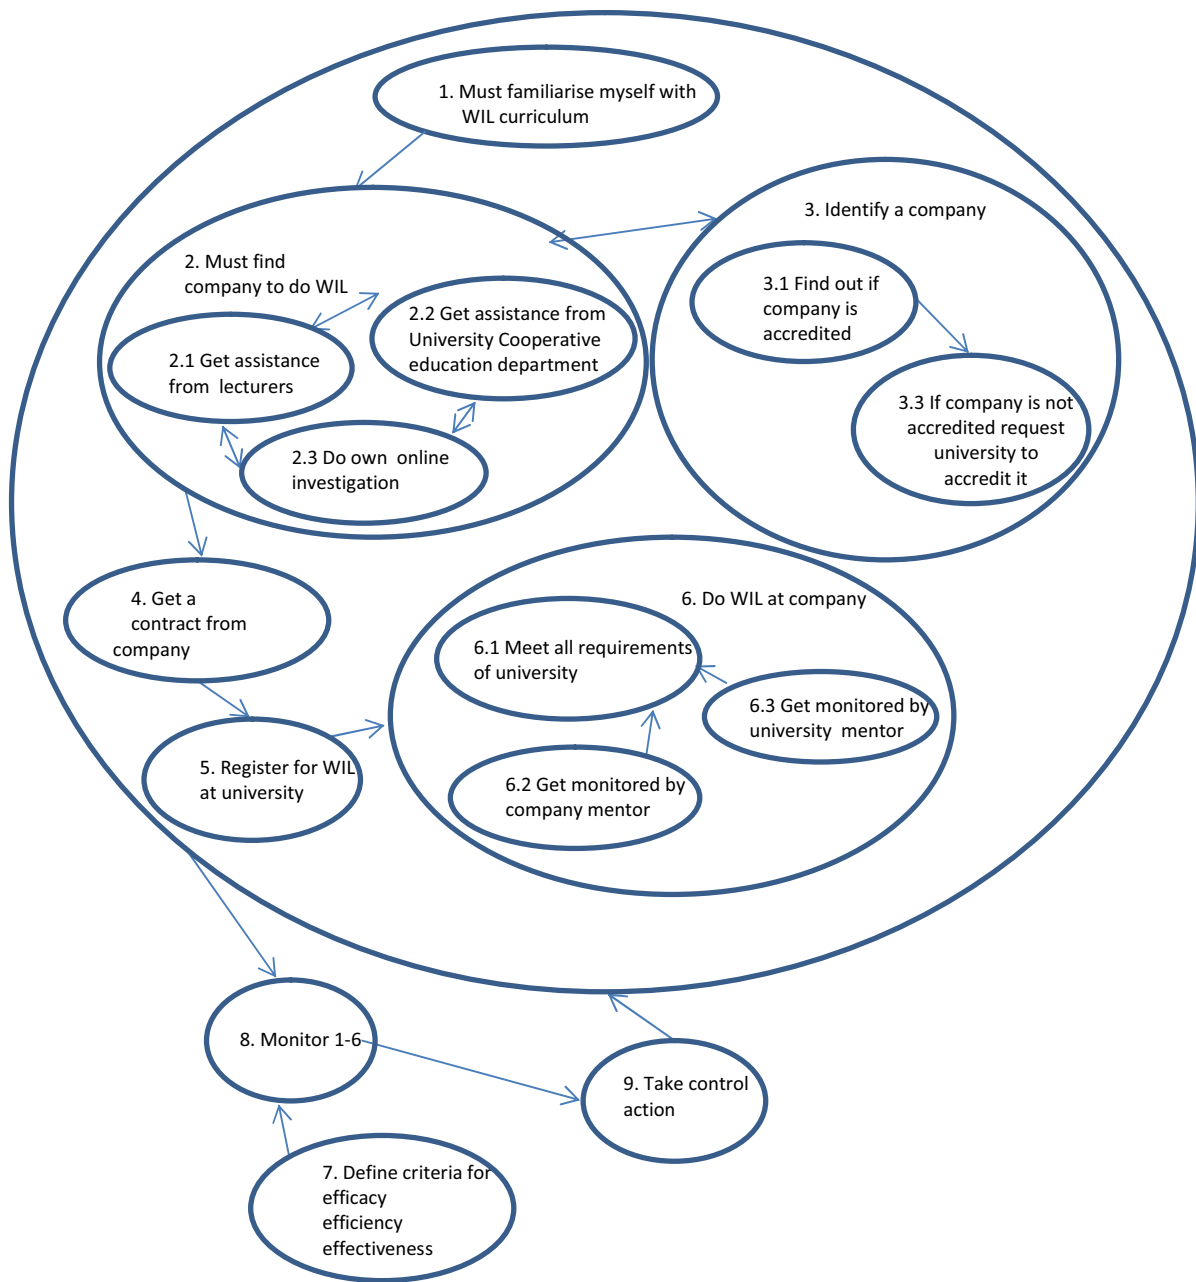 1. Must familiarise myself with
WIL curriculum
3. Identify a company
2. Must find
company to do WIL
3.1 Find out if
company is
accredited
2.2 Get assistance from
University Cooperative
education department
2.1 Get assistance
from lecturers
3.3 If company is not
accredited request
university to
accredit it
2.3 Do own online
investigation
4. Get a
contract from
company
6. Do WIL at company
6.1 Meet all requirements
of university
6.3 Get monitored by
university mentor
5. Register for WIL
at university
6.2 Get monitored by
company mentor
8. Monitor 1-6
9. Take control
action
7. Define criteria for
efficacy
efficiency
effectiveness